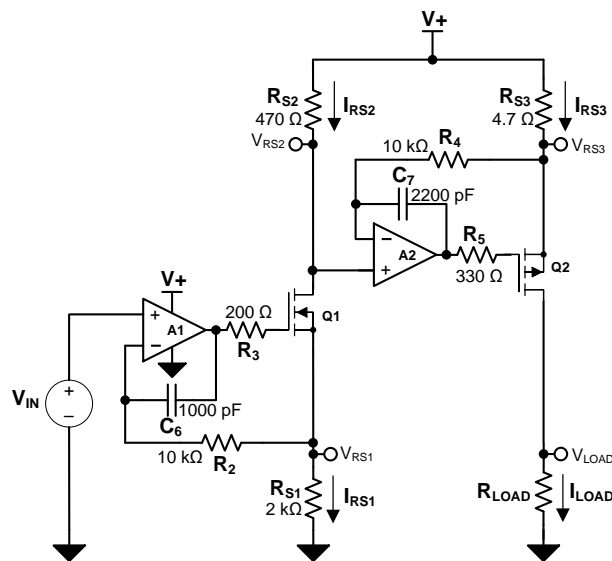 V+
R_S2
470 Ω
I_RS2
V_RS2
R_S3
4.7 Ω
I_RS3
V_RS3
R_4
10 kΩ
C_7
2200 pF
−
+
A2
R_5
330 Ω
Q2
V+
+
−
A1
200 Ω
R_3
Q1
V_IN
+
−
1000 pF
C_6
10 kΩ
R_2
V_RS1
R_S1
2 kΩ
I_RS1
V_LOAD
R_LOAD
I_LOAD